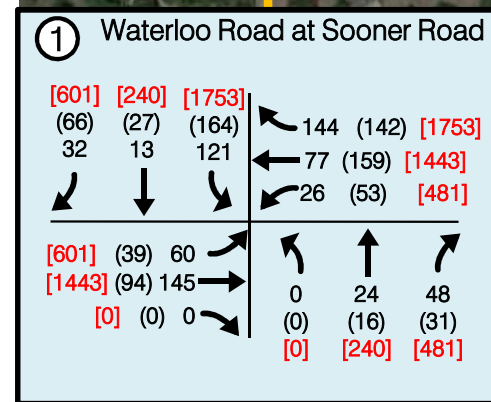 1 Waterloo Road at Sooner Road
[601] [240] [1753]
(66) (27) (164)
32 13 121
144 (142) [1753]
77 (159) [1443]
26 (53) [481]
[601] (39) 60
[1443] (94) 145
[0] (0) 0
0 24 48
(0) (16) (31)
[0] [240] [481]